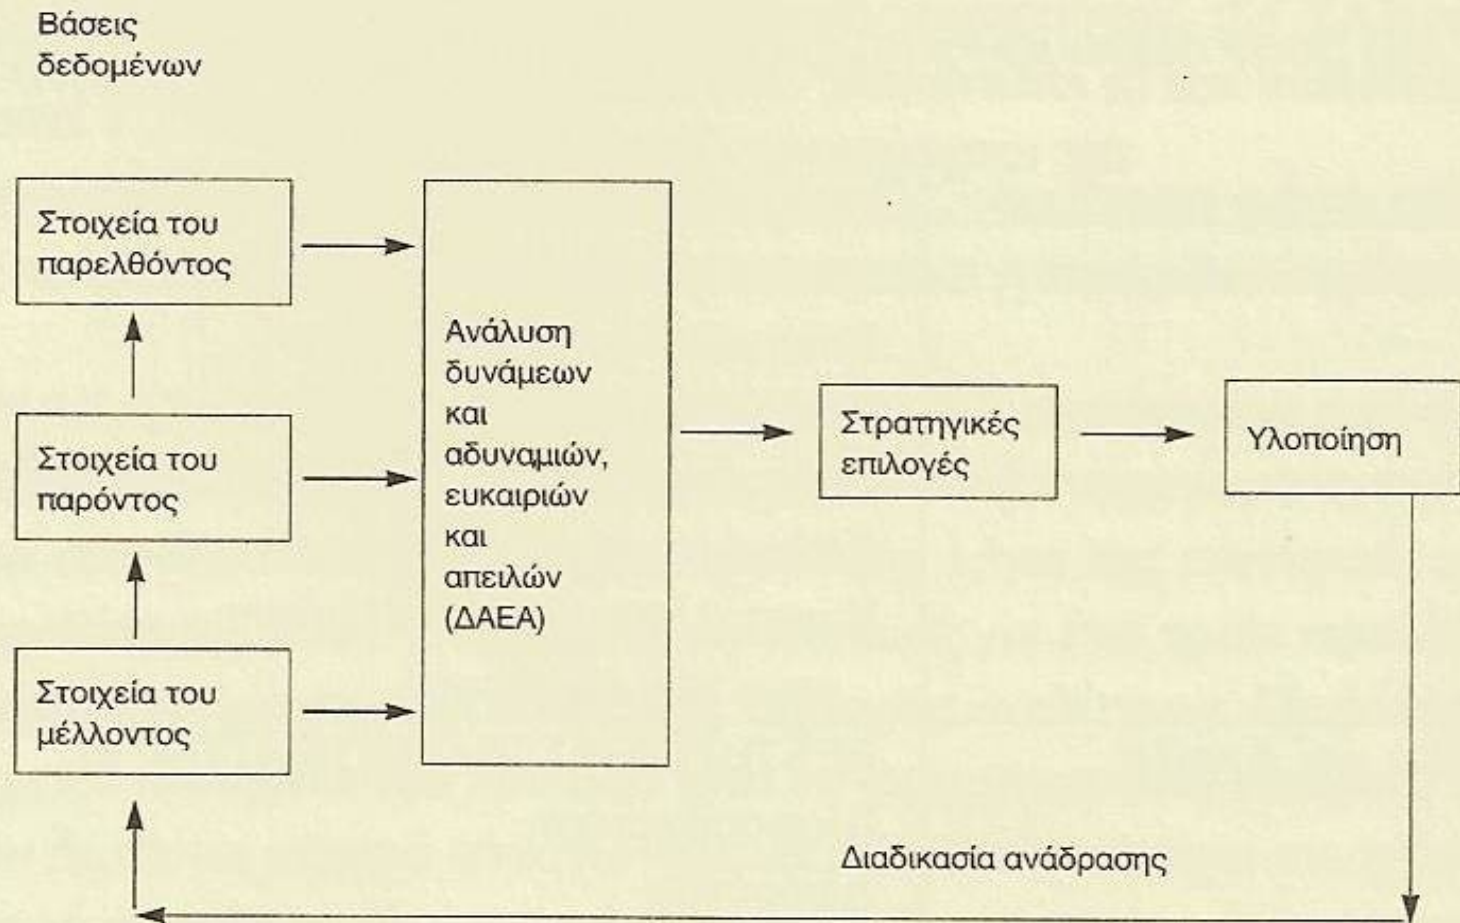 Βάσεις
δεδομένων
Στοιχεία του
παρελθόντος
Στοιχεία του
παρόντος
Στοιχεία του
μέλλοντος
Ανάλυση
δυνάμεων
και
αδυναμιών,
ευκαιριών
και
απειλών
(ΔΑΕΑ)
Στρατηγικές
επιλογές
Υλοποίηση
Διαδικασία ανάδρασης